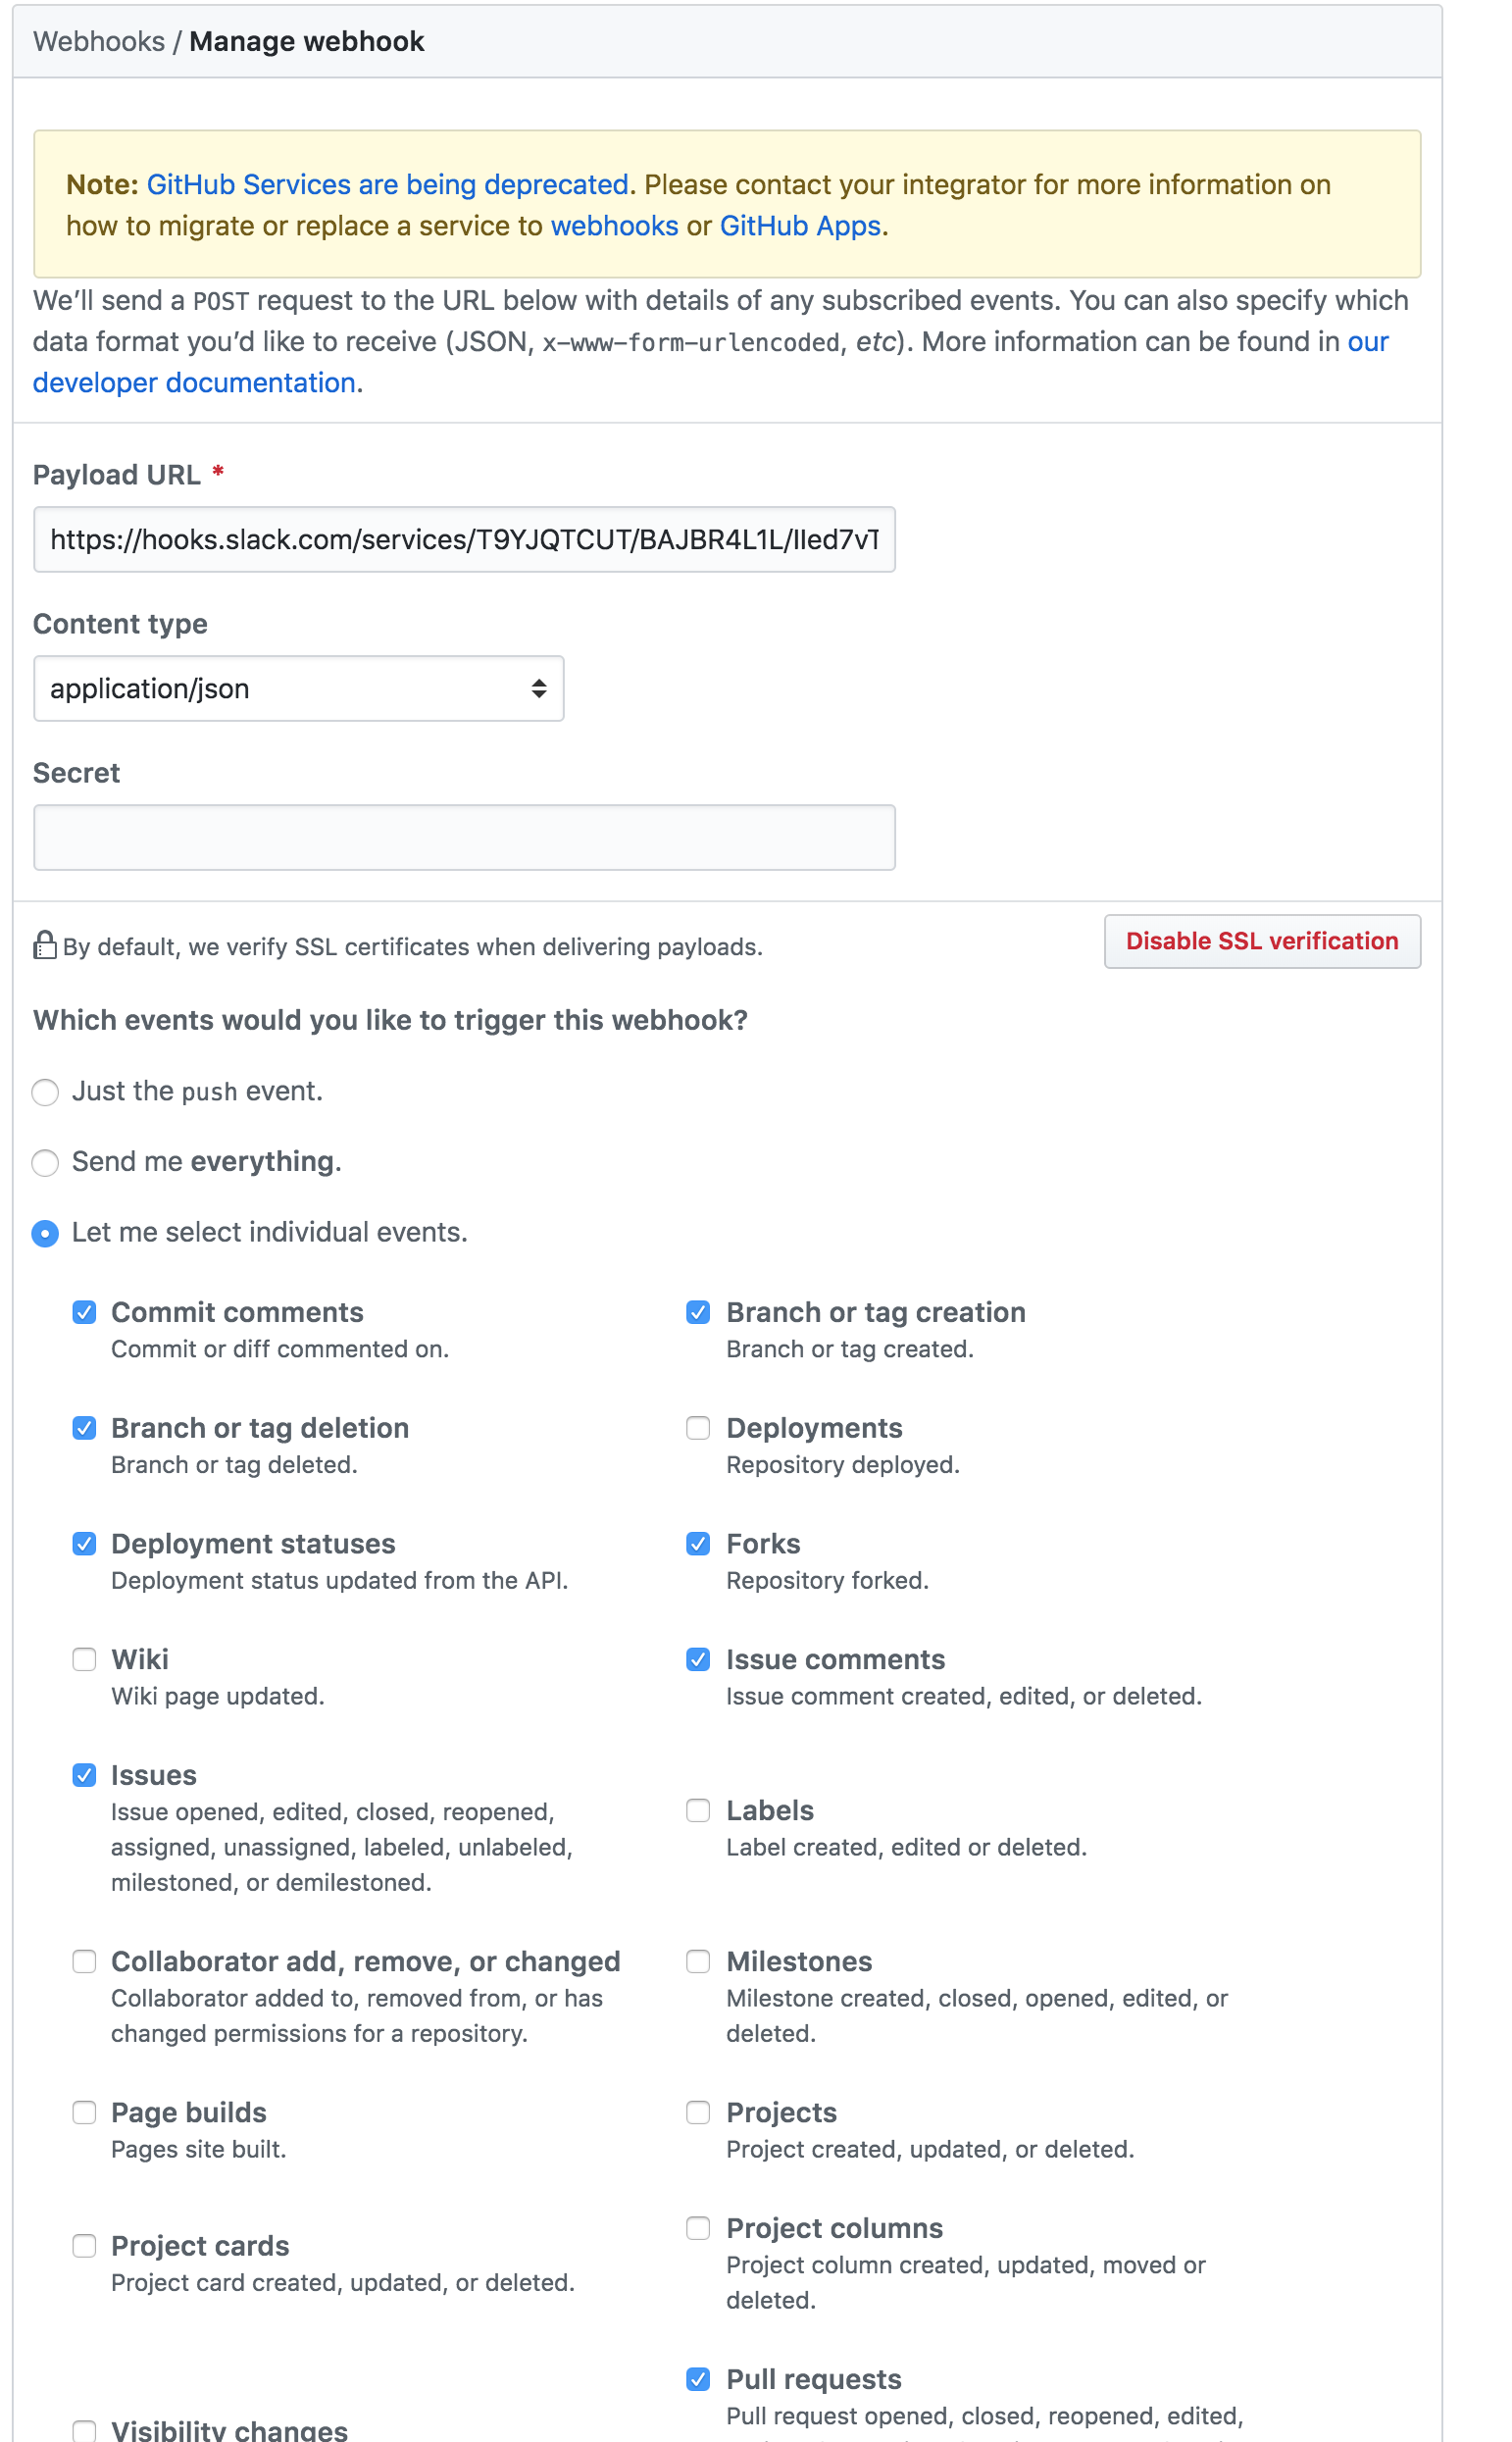 Webhooks / Manage webhook
Note: GitHub Services are being deprecated. Please contact your integrator for more information on
how to migrate or replace a service to webhooks or GitHub Apps.
We’ll send a POST request to the URL below with details of any subscribed events. You can also specify which
data format you’d like to receive (JSON, x-www-form-urlencoded, etc). More information can be found in our
developer documentation.
Payload URL *
https://hooks.slack.com/services/T9YJQTCUT/BAJBR4L1L/IIed7vT
Content type
application/json
Secret
By default, we verify SSL certificates when delivering payloads.
Disable SSL verification
Which events would you like to trigger this webhook?
Just the push event.
Send me everything.
Let me select individual events.
Commit comments
Commit or diff commented on.
Branch or tag creation
Branch or tag created.
Branch or tag deletion
Branch or tag deleted.
Deployments
Repository deployed.
Deployment statuses
Deployment status updated from the API.
Forks
Repository forked.
Wiki
Wiki page updated.
Issue comments
Issue comment created, edited, or deleted.
Issues
Issue opened, edited, closed, reopened,
assigned, unassigned, labeled, unlabeled,
milestoned, or demilestoned.
Labels
Label created, edited or deleted.
Collaborator add, remove, or changed
Collaborator added to, removed from, or has
changed permissions for a repository.
Milestones
Milestone created, closed, opened, edited, or
deleted.
Page builds
Pages site built.
Projects
Project created, updated, or deleted.
Project cards
Project card created, updated, or deleted.
Project columns
Project column created, updated, moved or
deleted.
Visibility changes
Pull requests
Pull request opened, closed, reopened, edited,